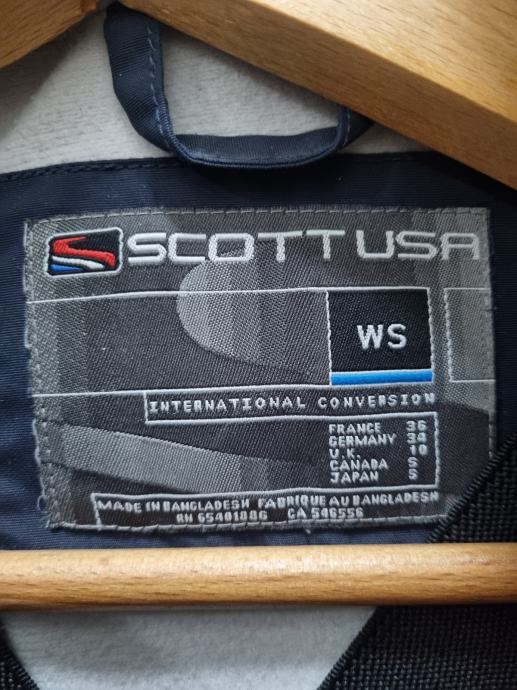 SCOTT USA
WS
INTERNATIONAL CONVERSION
FRANCE 36
GERMANY 34
U.K. 10
CANADA S
JAPAN S
MADE IN BANGLADESH FABRIQUE AU BANGLADESH
RN 65401886 CA 546556